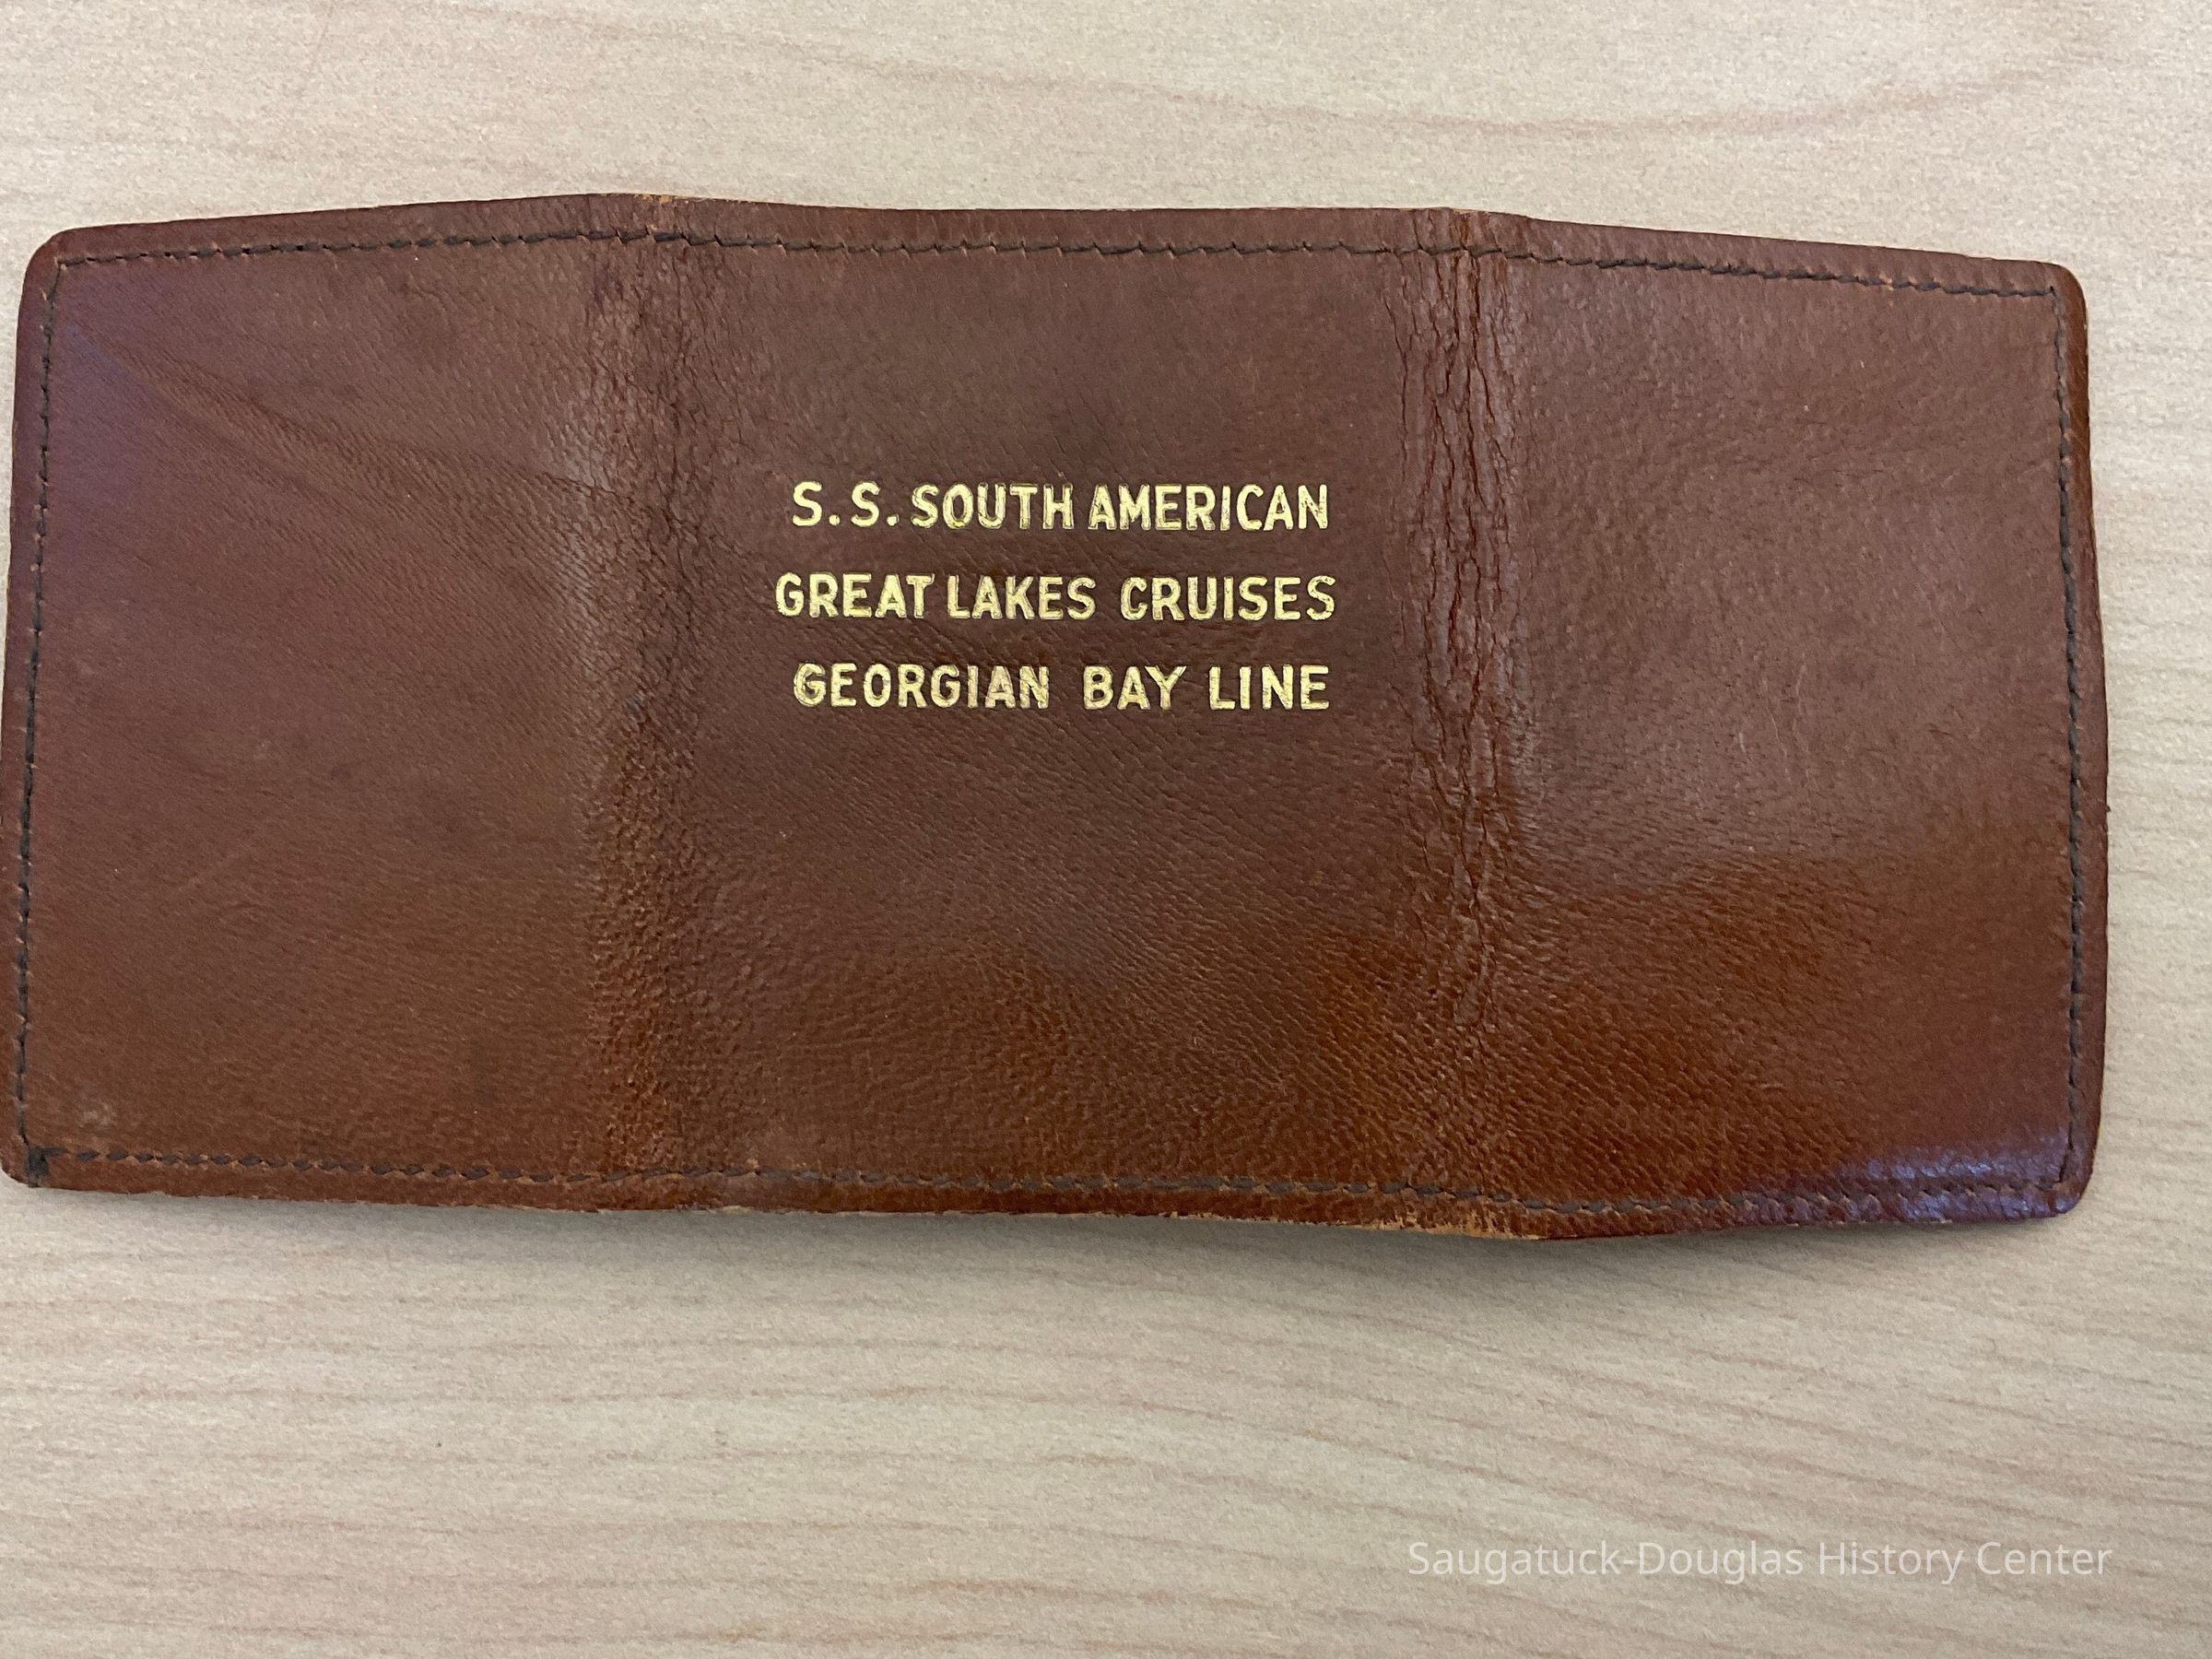 S.S. SOUTH AMERICAN
GREAT LAKES CRUISES
GEORGIAN BAY LINE
Saugatuck-Douglas History Center